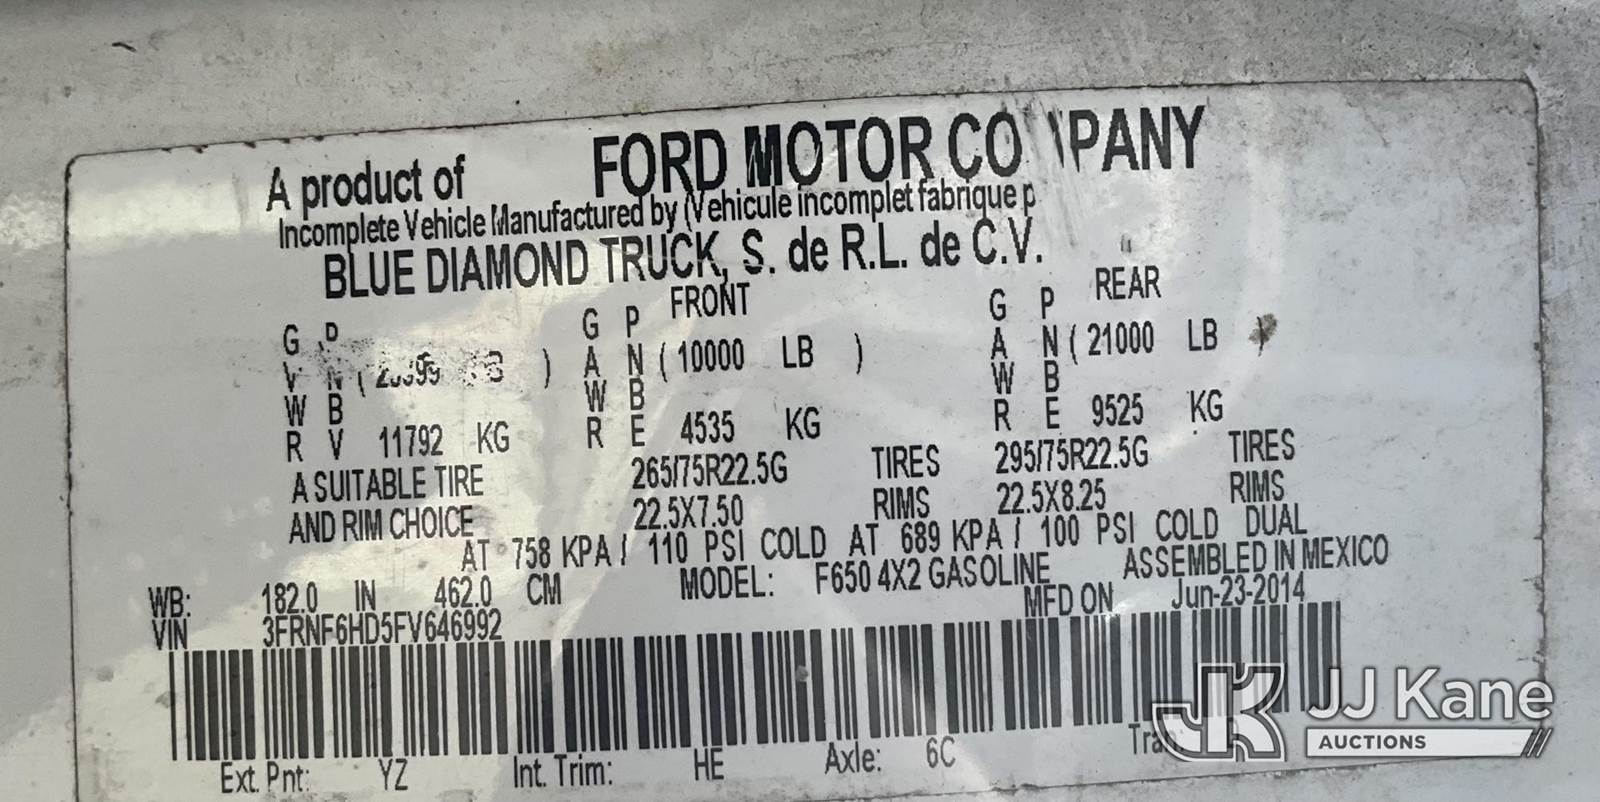 A product of FORD MOTOR COMPANY
Incomplete Vehicle Manufactured by (Vehicule incomplet fabrique p
BLUE DIAMOND TRUCK, S. de R.L. de C.V.
FRONT REAR
G P G P G P
V N ( LB ) A N ( 10000 LB ) A N ( 21000 LB )
W B W B W B
R V 11792 KG R E 4535 KG R E 9525 KG
A SUITABLE TIRE 265/75R22.5G TIRES 295/75R22.5G TIRES
AND RIM CHOICE 22.5X7.50 RIMS 22.5X8.25 RIMS
AT 758 KPA / 110 PSI COLD AT 689 KPA / 100 PSI COLD DUAL
WB: 182.0 IN 462.0 CM MODEL: F650 4X2 GASOLINE ASSEMBLED IN MEXICO
VIN 3FRNF6HD5FV646992 MFD ON Jun-23-2014
Ext. Pnt: YZ Int. Trim: HE Axle: 6C
JJ Kane
AUCTIONS